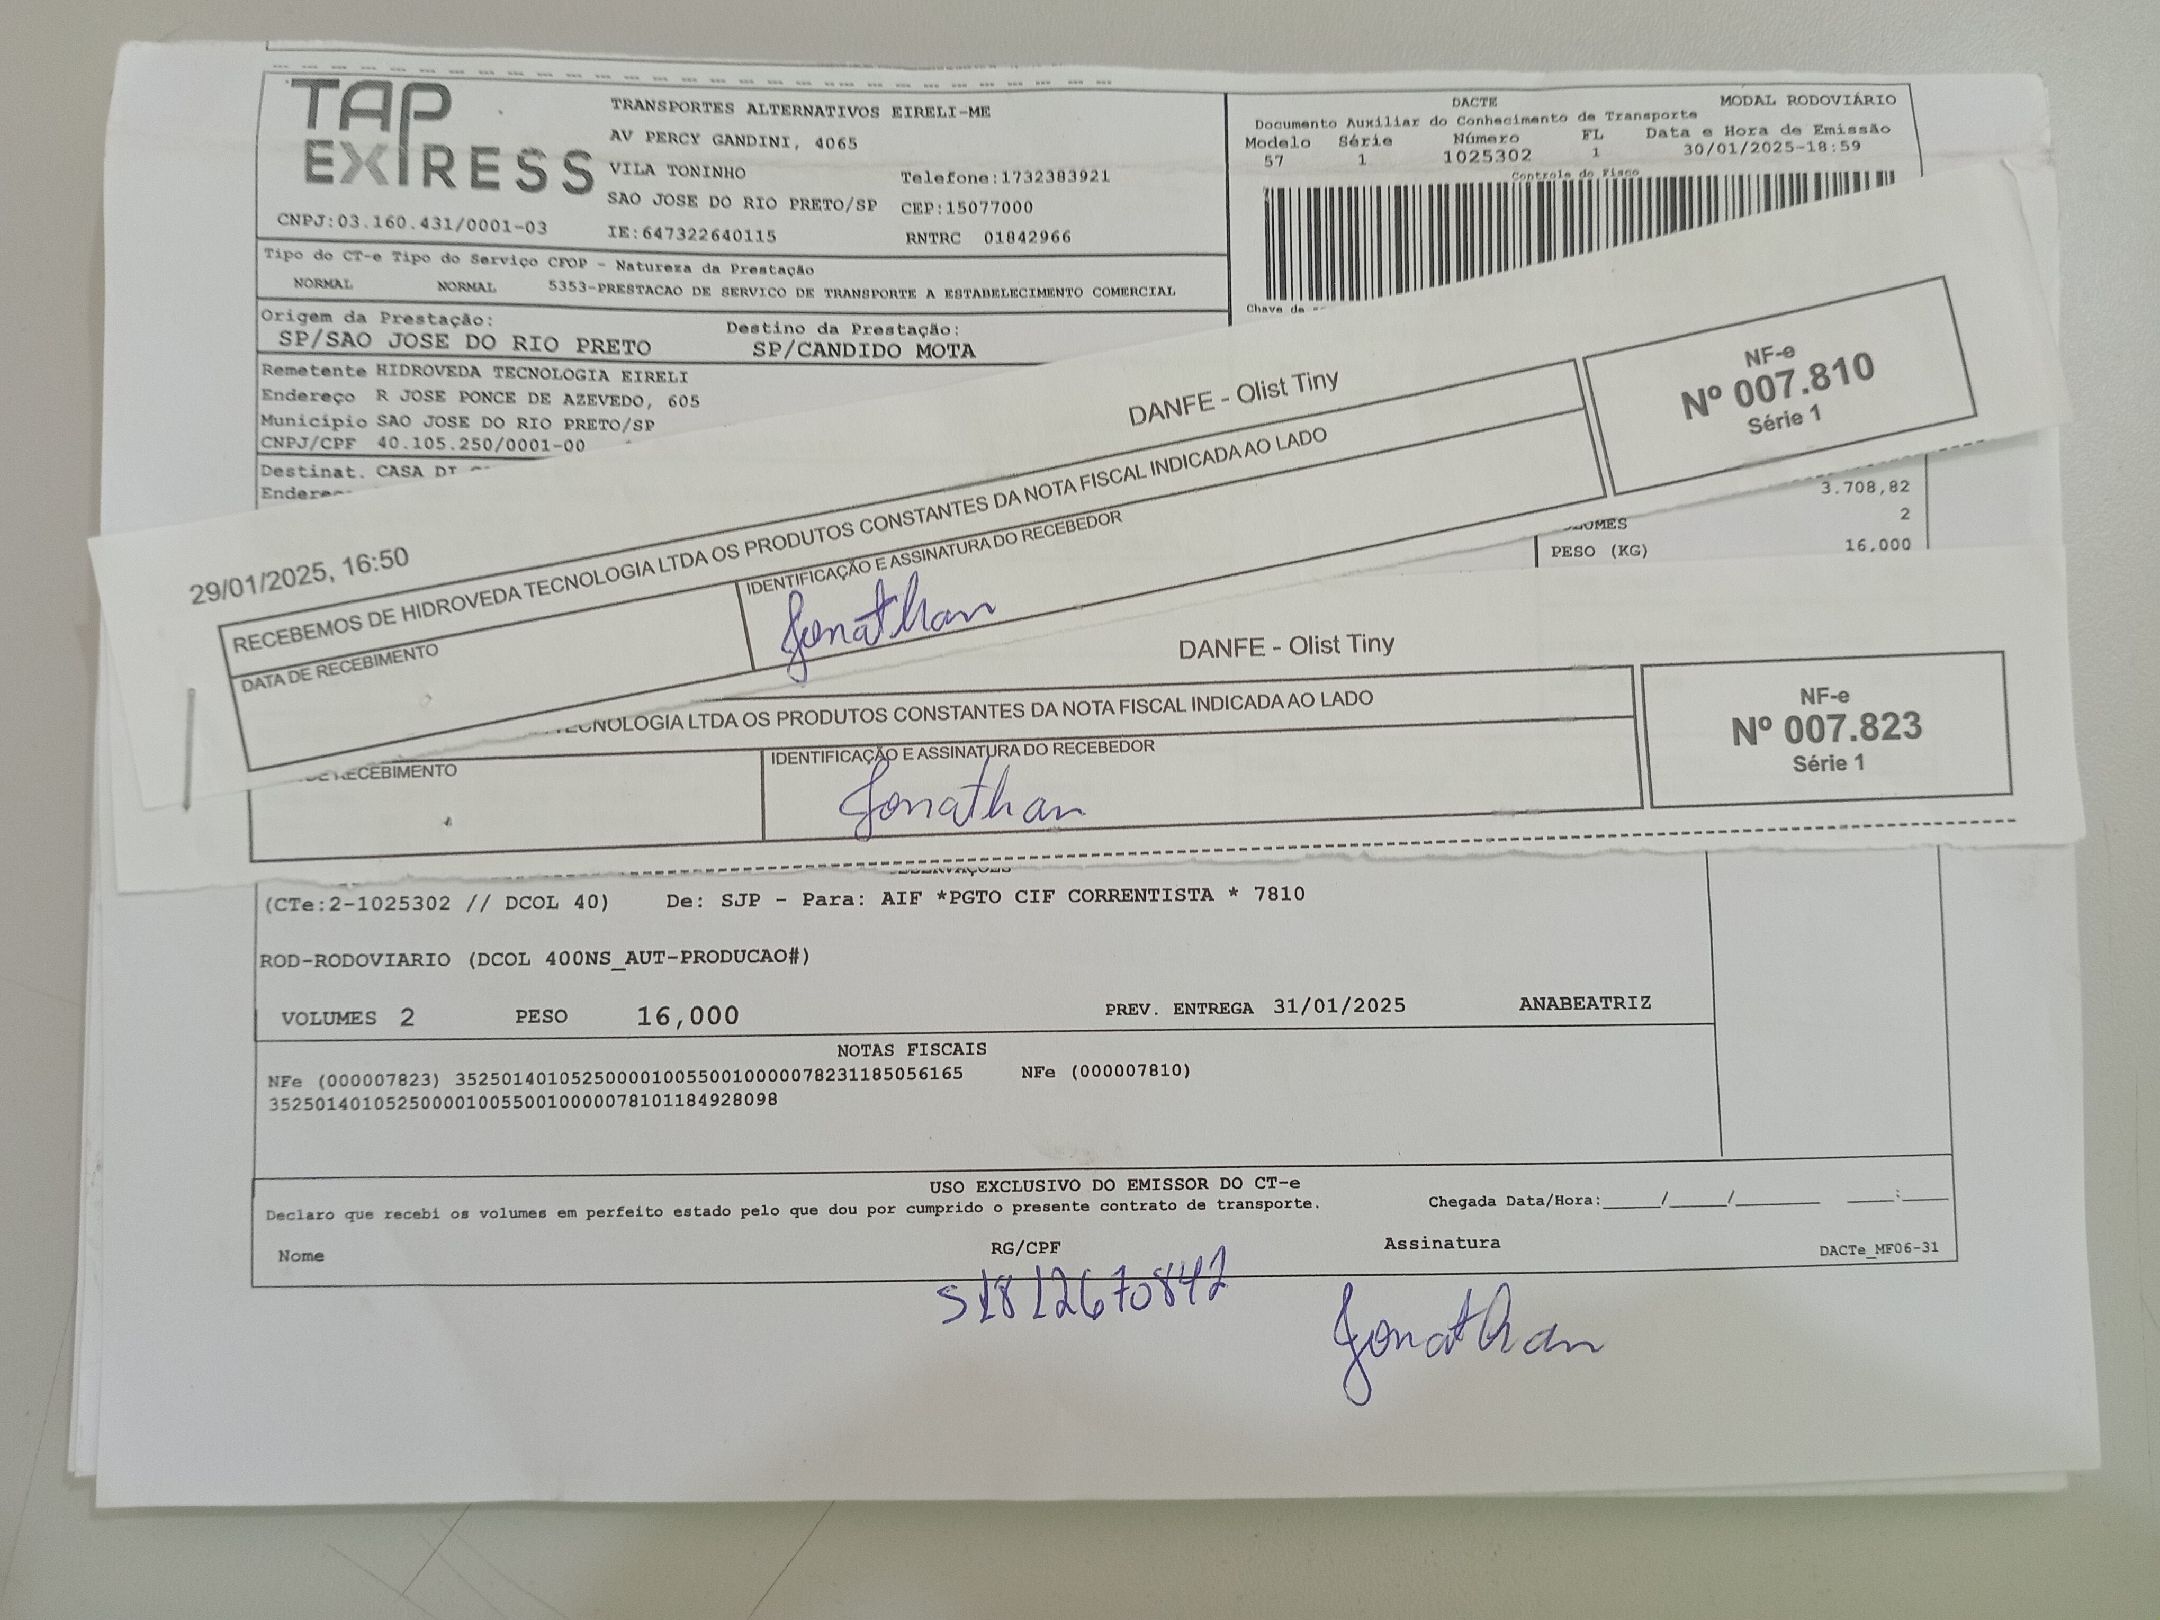 TAP EXPRESS
TRANSPORTES ALTERNATIVOS EIRELI-ME
AV PERCY GANDINI, 4065
VILA TONINHO
Telefone:1732383921
SAO JOSE DO RIO PRETO/SP CEP:15077000
CNPJ:03.160.431/0001-03
IE:647322640115
RNTRC 01842966
DACTE
MODAL RODOVIÁRIO
Documento Auxiliar do Conhecimento de Transporte
Modelo Série Número FL Data e Hora de Emissão
57 1 1025302 1 30/01/2025-18:59
Controle do Fisco
Chave de
Tipo do CT-e Tipo do Serviço CFOP - Natureza da Prestação
NORMAL NORMAL 5353-PRESTACAO DE SERVICO DE TRANSPORTE A ESTABELECIMENTO COMERCIAL
Origem da Prestação:
SP/SAO JOSE DO RIO PRETO
Destino da Prestação:
SP/CANDIDO MOTA
Remetente HIDROVEDA TECNOLOGIA EIRELI
Endereço R JOSE PONCE DE AZEVEDO, 605
Município SAO JOSE DO RIO PRETO/SP
CNPJ/CPF 40.105.250/0001-00
Destinat. CASA
3.708,82
2
PESO (KG) 16,000
29/01/2025, 16:50
DANFE - Olist Tiny
RECEBEMOS DE HIDROVEDA TECNOLOGIA LTDA OS PRODUTOS CONSTANTES DA NOTA FISCAL INDICADA AO LADO
DATA DE RECEBIMENTO
IDENTIFICAÇÃO E ASSINATURA DO RECEBEDOR
Jonathan
NF-e
Nº 007.810
Série 1
DANFE - Olist Tiny
LTDA OS PRODUTOS CONSTANTES DA NOTA FISCAL INDICADA AO LADO
RECEBIMENTO
IDENTIFICAÇÃO E ASSINATURA DO RECEBEDOR
Jonathan
NF-e
Nº 007.823
Série 1
(CTe:2-1025302 // DCOL 40) De: SJP - Para: AIF *PGTO CIF CORRENTISTA * 7810
ROD-RODOVIARIO (DCOL 400NS_AUT-PRODUCAO#)
VOLUMES 2 PESO 16,000 PREV. ENTREGA 31/01/2025 ANABEATRIZ
NOTAS FISCAIS
NFe (000007823) 35250140105250000100550010000078231185056165 NFe (000007810)
35250140105250000100550010000078101184928098
USO EXCLUSIVO DO EMISSOR DO CT-e
Declaro que recebi os volumes em perfeito estado pelo que dou por cumprido o presente contrato de transporte.
Chegada Data/Hora:_____/_____/________ ____:____
Nome RG/CPF Assinatura DACTe_MF06-31
51812670842
Jonathan